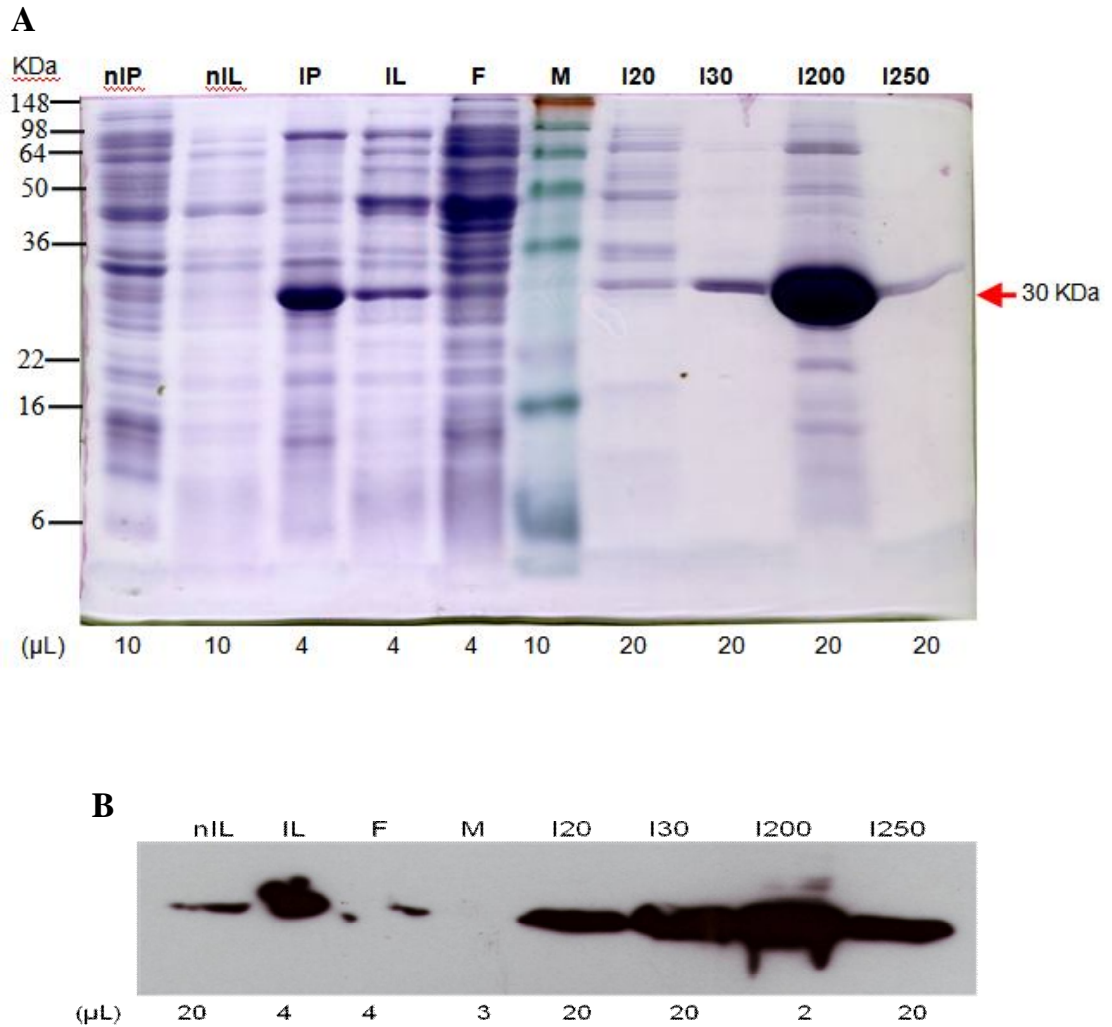 A
KDa nIP nIL IP IL F M I20 I30 I200 I250
148
98
64
50
36
30 KDa
22
16
6
(µL) 10 10 4 4 4 10 20 20 20 20
B
nIL IL F M I20 I30 I200 I250
(µL) 20 4 4 3 20 20 2 20